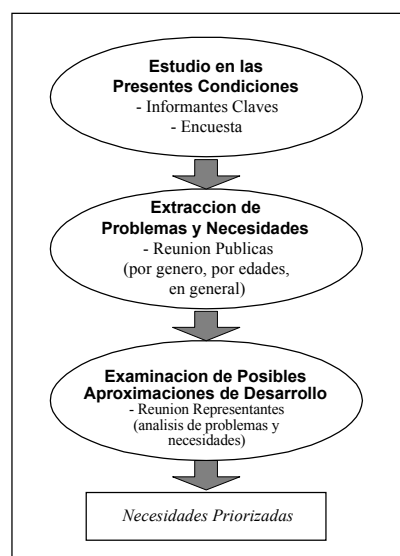 Estudio en las
Presentes Condiciones
- Informantes Claves
- Encuesta
Extraccion de
Problemas y Necesidades
- Reunion Publicas
(por genero, por edades,
en general)
Examinacion de Posibles
Aproximaciones de Desarrollo
- Reunion Representantes
(analisis de problemas y
necesidades)
Necesidades Priorizadas